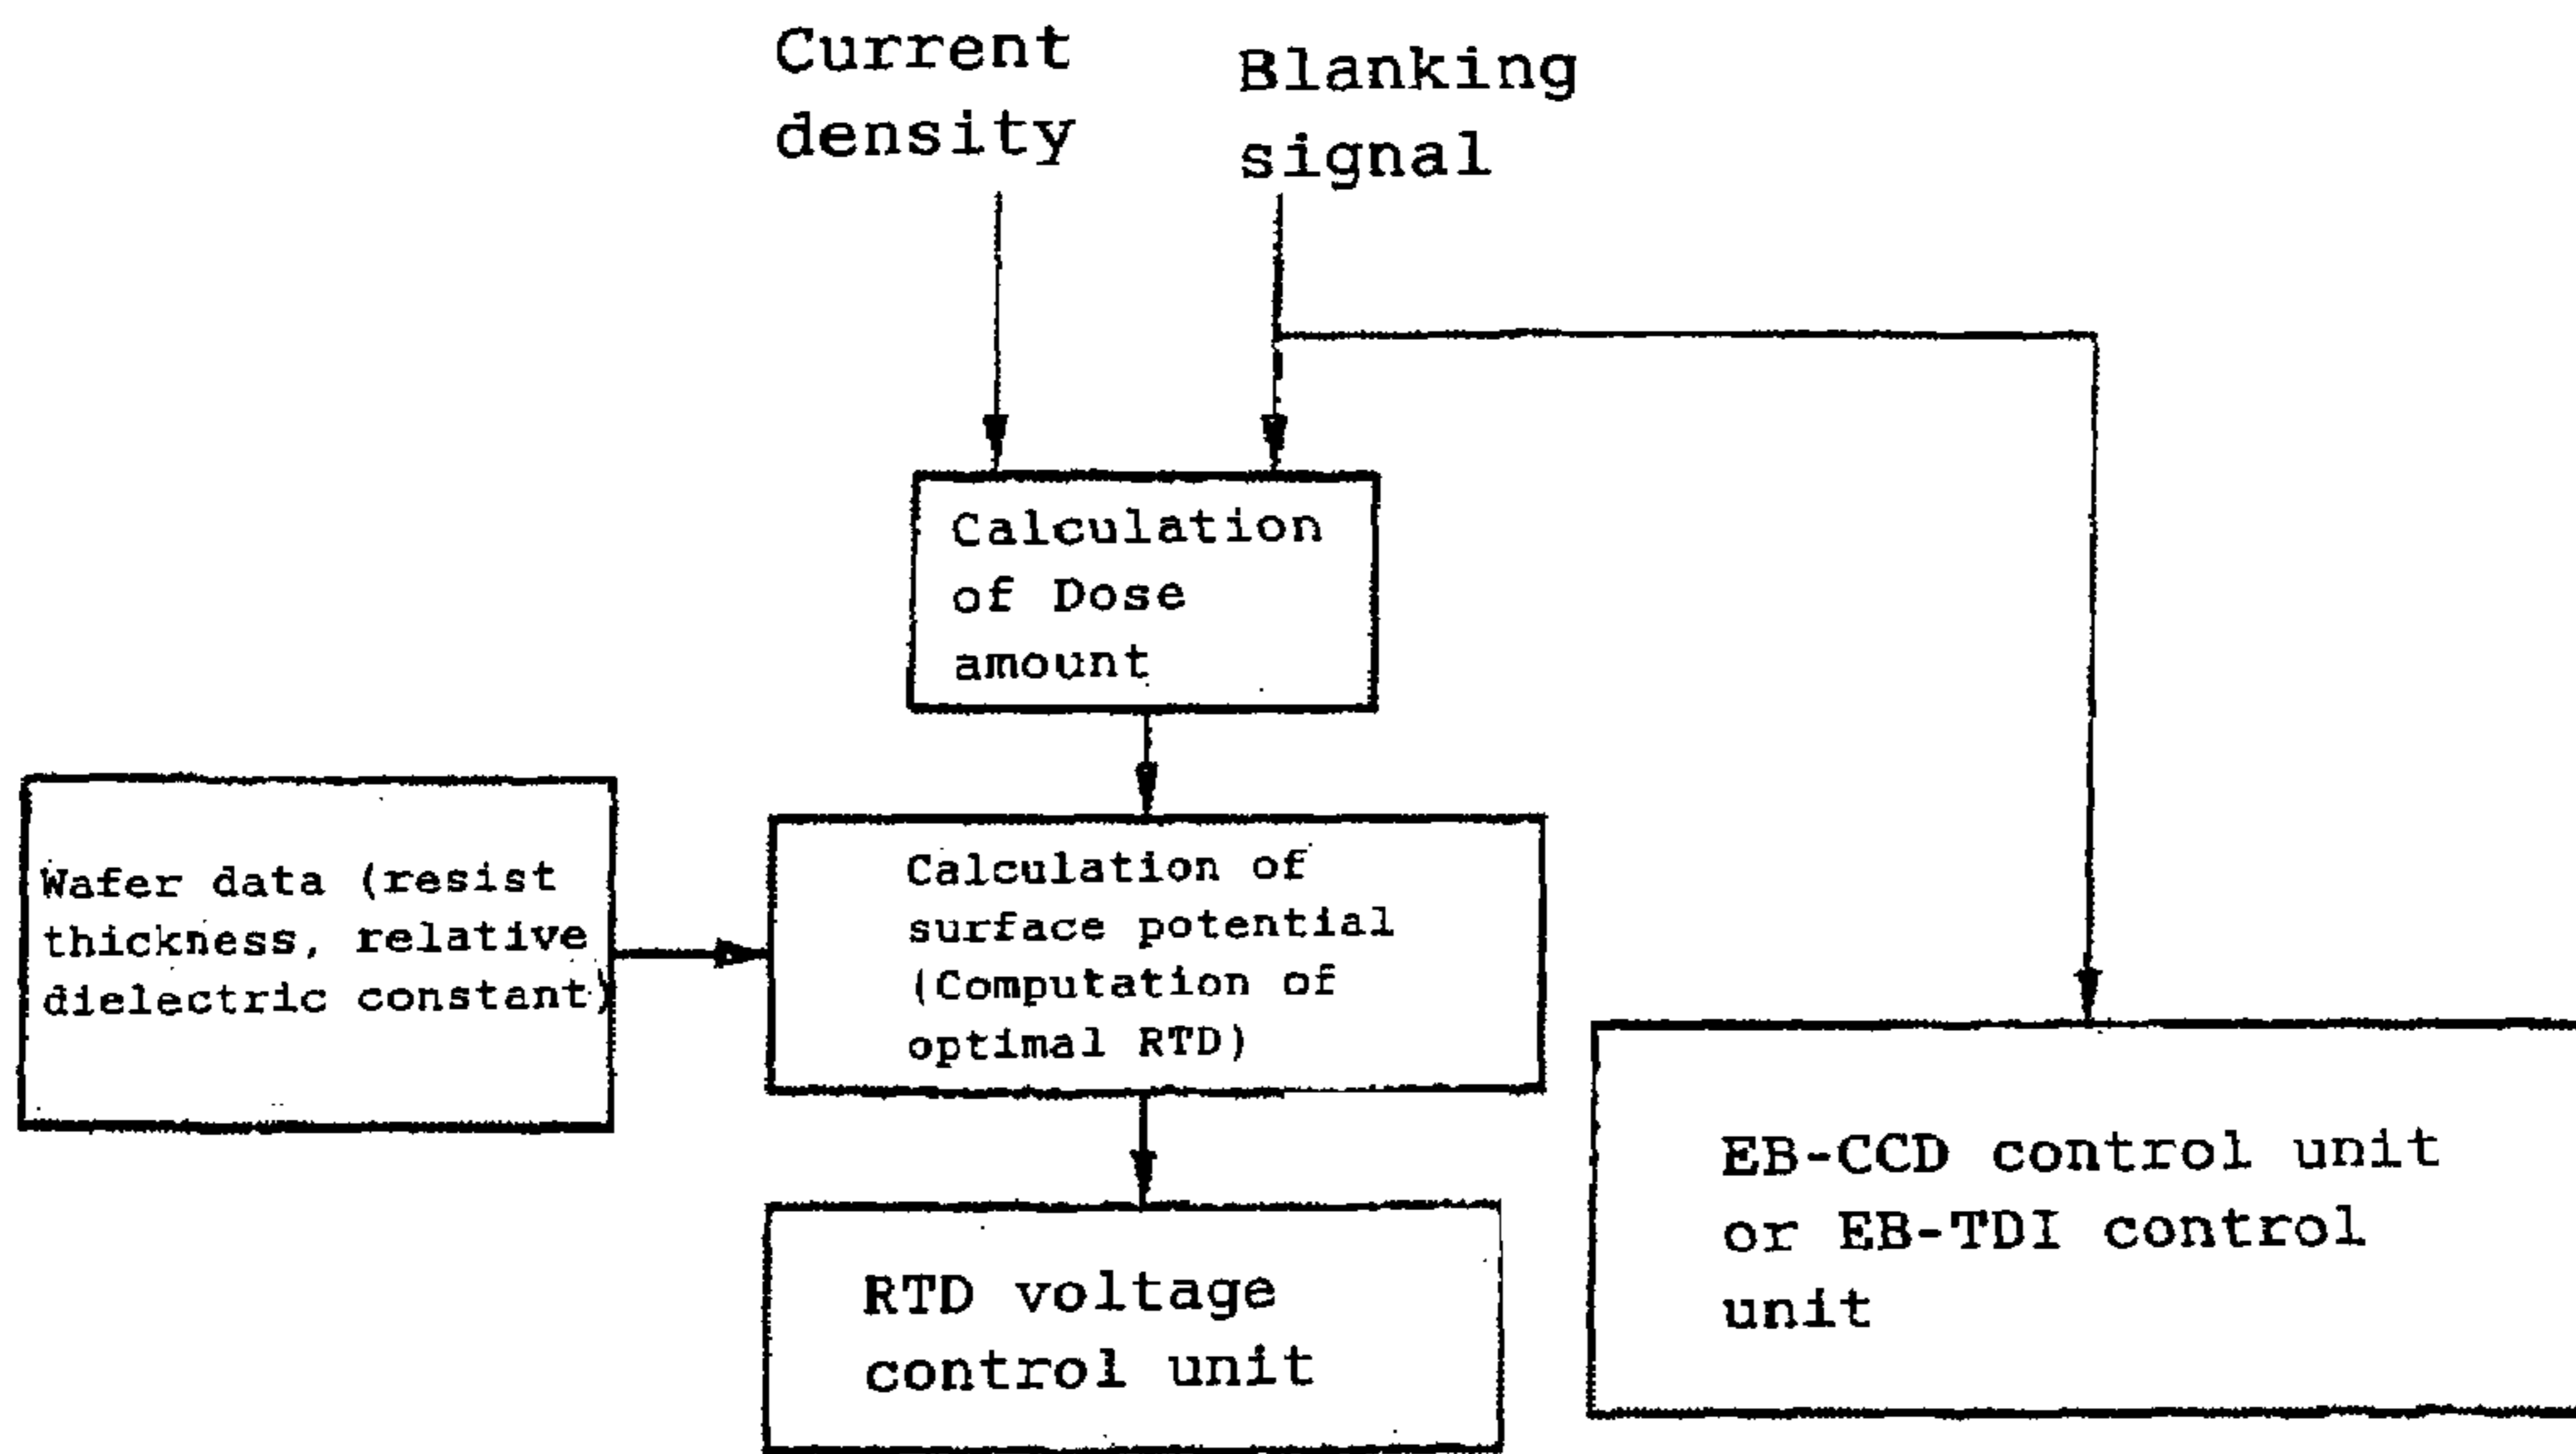 Current
density
Blanking
signal
Calculation
of Dose
amount
Wafer data (resist
thickness, relative
dielectric constant)
Calculation of
surface potential
(Computation of
optimal RTD)
RTD voltage
control unit
EB-CCD control unit
or EB-TDI control
unit